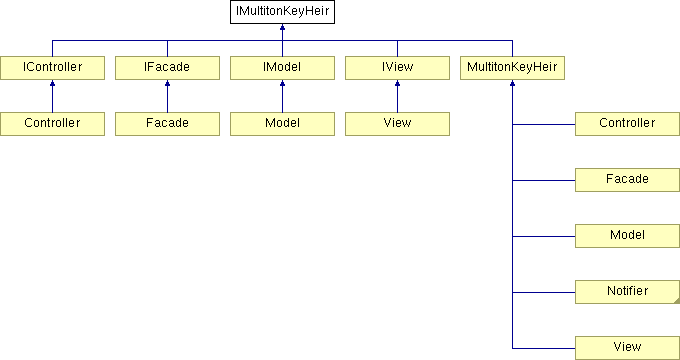 IMultitonKeyHeir
IController IFacade IModel IView MultitonKeyHeir
Controller Facade Model View Controller
Facade
Model
Notifier
View